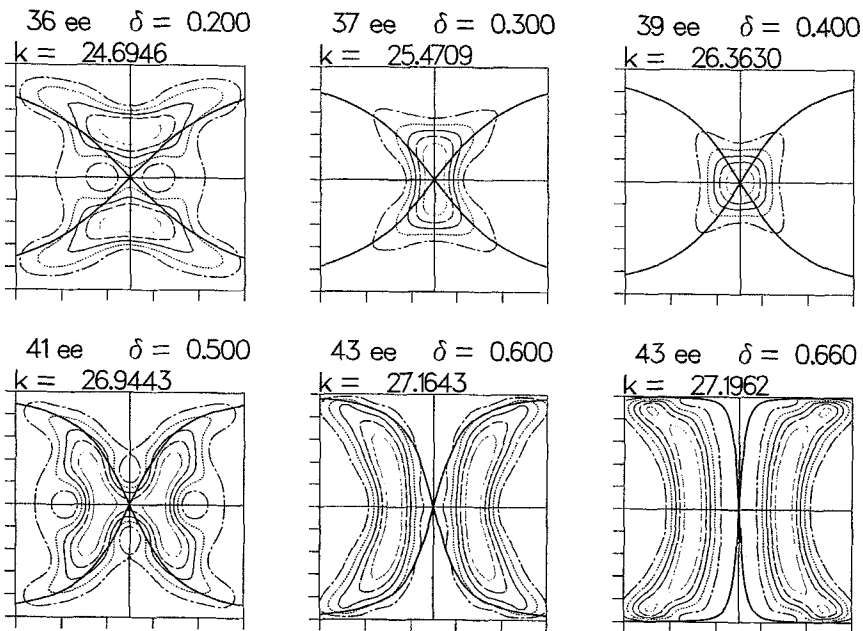 36 ee δ = 0.200
k = 24.6946
37 ee δ = 0.300
k = 25.4709
39 ee δ = 0.400
k = 26.3630
41 ee δ = 0.500
k = 26.9443
43 ee δ = 0.600
k = 27.1643
43 ee δ = 0.660
k = 27.1962